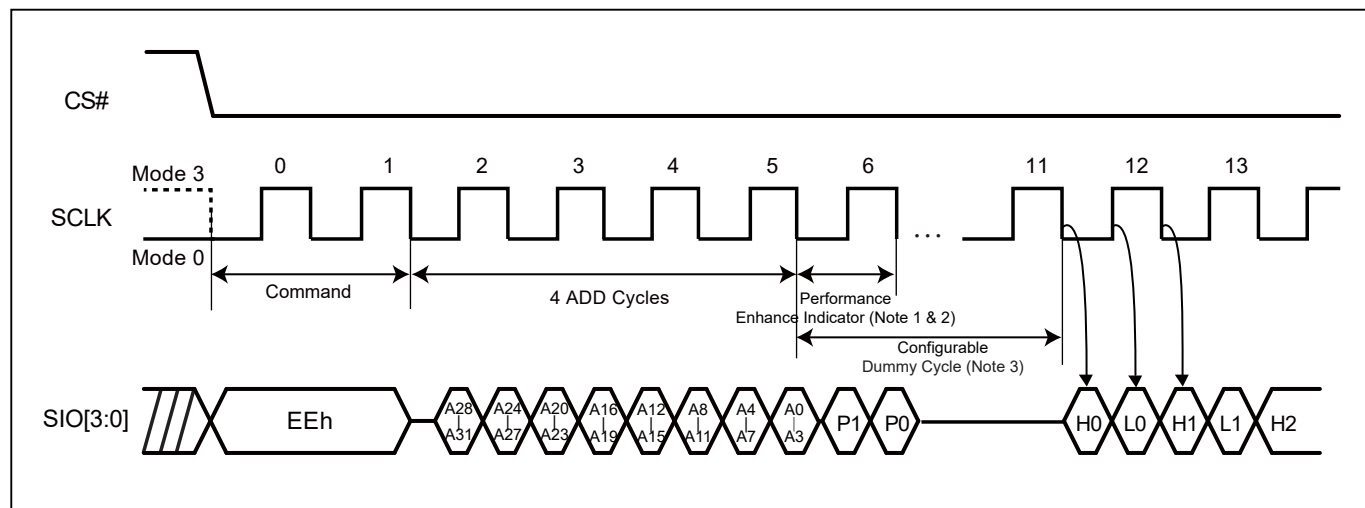 CS#
0 1 2 3 4 5 6 11 12 13
Mode 3
SCLK
...
Mode 0
Command
4 ADD Cycles
Performance
Enhance Indicator (Note 1 & 2)
Configurable
Dummy Cycle (Note 3)
SIO[3:0]
EEh
A28
A31
A24
A27
A20
A23
A16
A19
A12
A15
A8
A11
A4
A7
A0
A3
P1
P0
H0
L0
H1
L1
H2